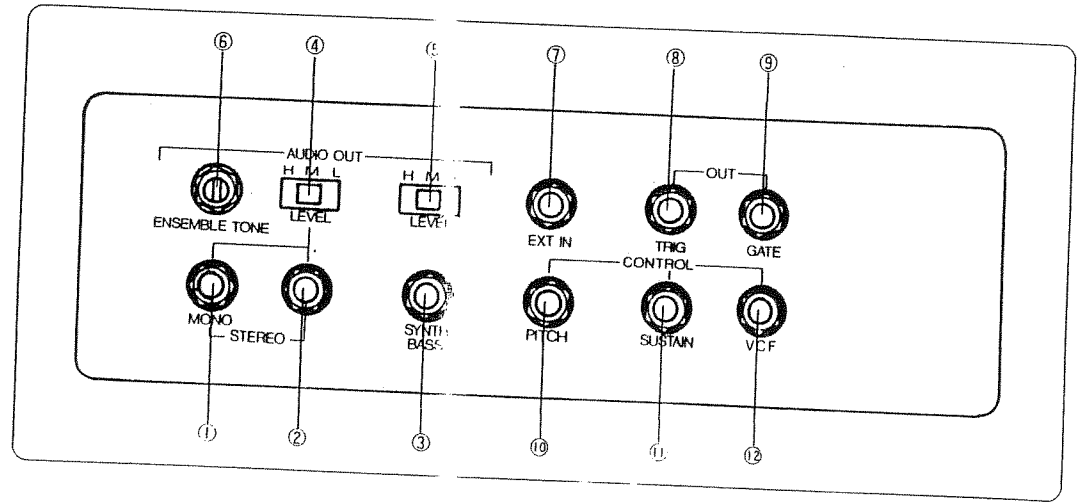 ⑥ ④ ⑤ ⑦ ⑧ ⑨
AUDIO OUT
H M L
H M
OUT
ENSEMBLE TONE
LEVEL
LEVEL
EXT IN
TRIG
GATE
CONTROL
MONO
STEREO
SYNTH
BASS
PITCH
SUSTAIN
VCF
① ② ③ ⑩ ⑪ ⑫